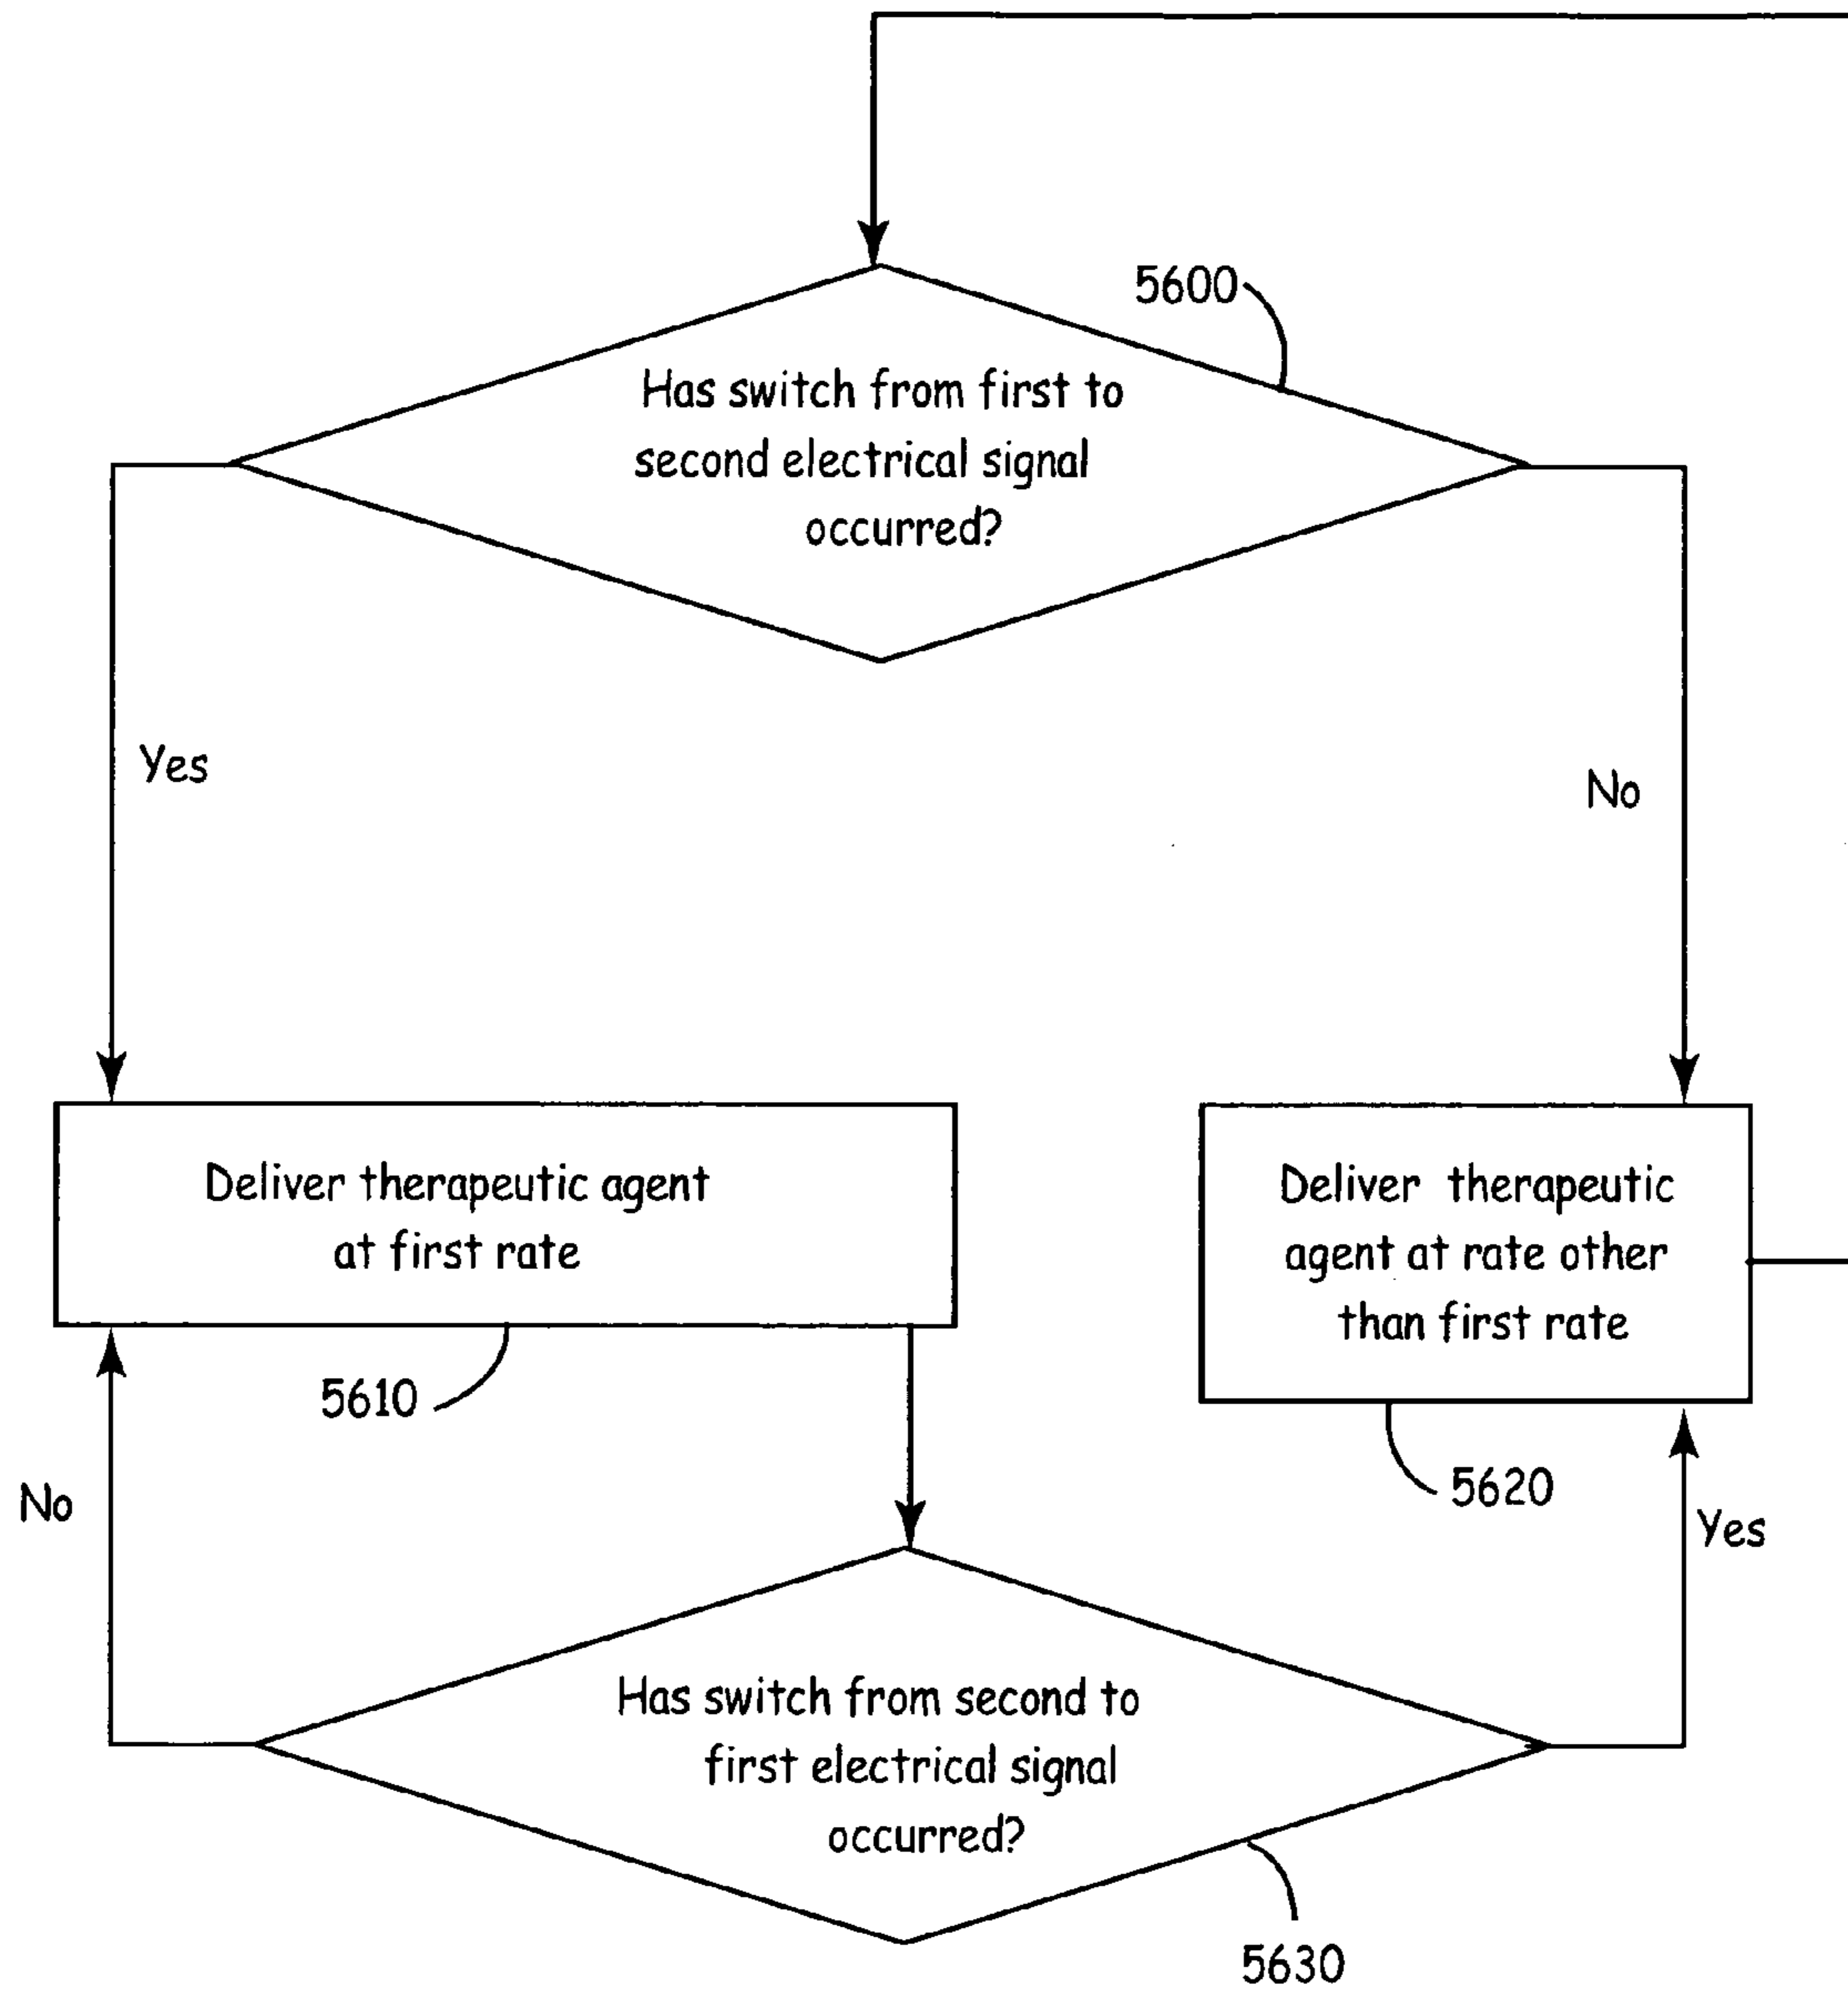 5600
Has switch from first to
second electrical signal
occurred?
Yes
No
Deliver therapeutic agent
at first rate
Deliver therapeutic
agent at rate other
than first rate
5610
5620
No
Yes
Has switch from second to
first electrical signal
occurred?
5630